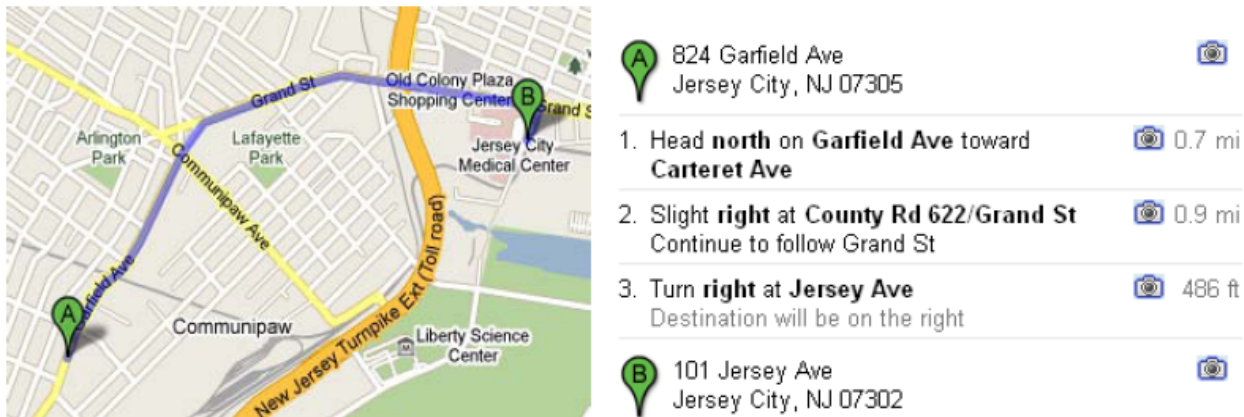 Grand St
Old Colony Plaza
Shopping Center
B
Grand S
Arlington
Park
Lafayette
Park
Jersey City
Medical Center
Communipaw Ave
Garfield Ave
A
Communipaw
New Jersey Turnpike Ext (Toll road)
Liberty Science
Center
A
824 Garfield Ave
Jersey City, NJ 07305
1. Head north on Garfield Ave toward 0.7 mi
Carteret Ave
2. Slight right at County Rd 622/Grand St 0.9 mi
Continue to follow Grand St
3. Turn right at Jersey Ave 486 ft
Destination will be on the right
B
101 Jersey Ave
Jersey City, NJ 07302